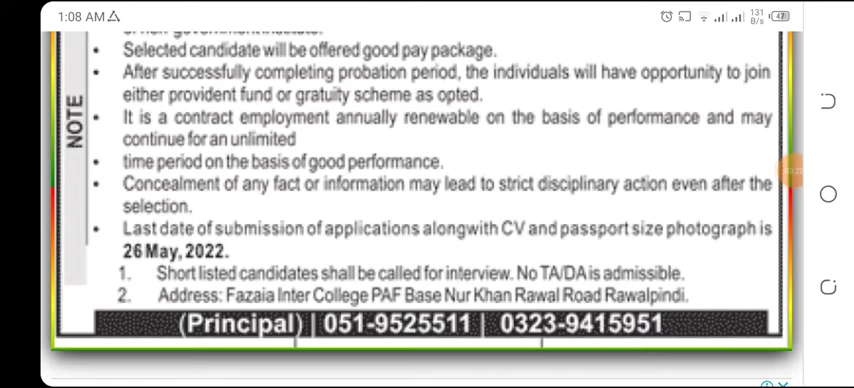 1:08 AM
131 B/s
47
of non-government institute.
• Selected candidate will be offered good pay package.
• After successfully completing probation period, the individuals will have opportunity to join
either provident fund or gratuity scheme as opted.
NOTE
• It is a contract employment annually renewable on the basis of performance and may
continue for an unlimited
• time period on the basis of good performance.
• Concealment of any fact or information may lead to strict disciplinary action even after the
selection.
• Last date of submission of applications alongwith CV and passport size photograph is
26 May, 2022.
1. Short listed candidates shall be called for interview. No TA/DA is admissible.
2. Address: Fazaia Inter College PAF Base Nur Khan Rawal Road Rawalpindi.
(Principal) | 051-9525511 | 0323-9415951